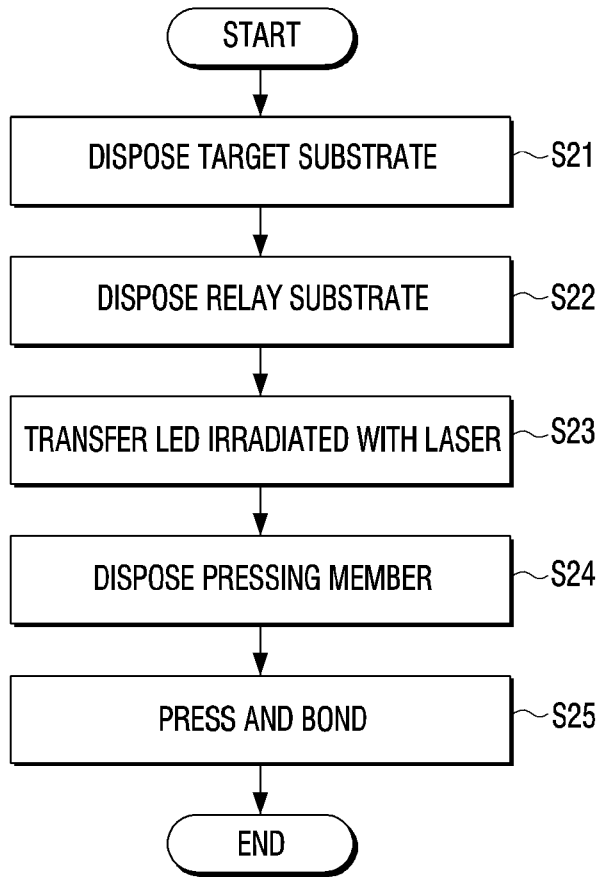 START
DISPOSE TARGET SUBSTRATE
S21
DISPOSE RELAY SUBSTRATE
S22
TRANSFER LED IRRADIATED WITH LASER
S23
DISPOSE PRESSING MEMBER
S24
PRESS AND BOND
S25
END